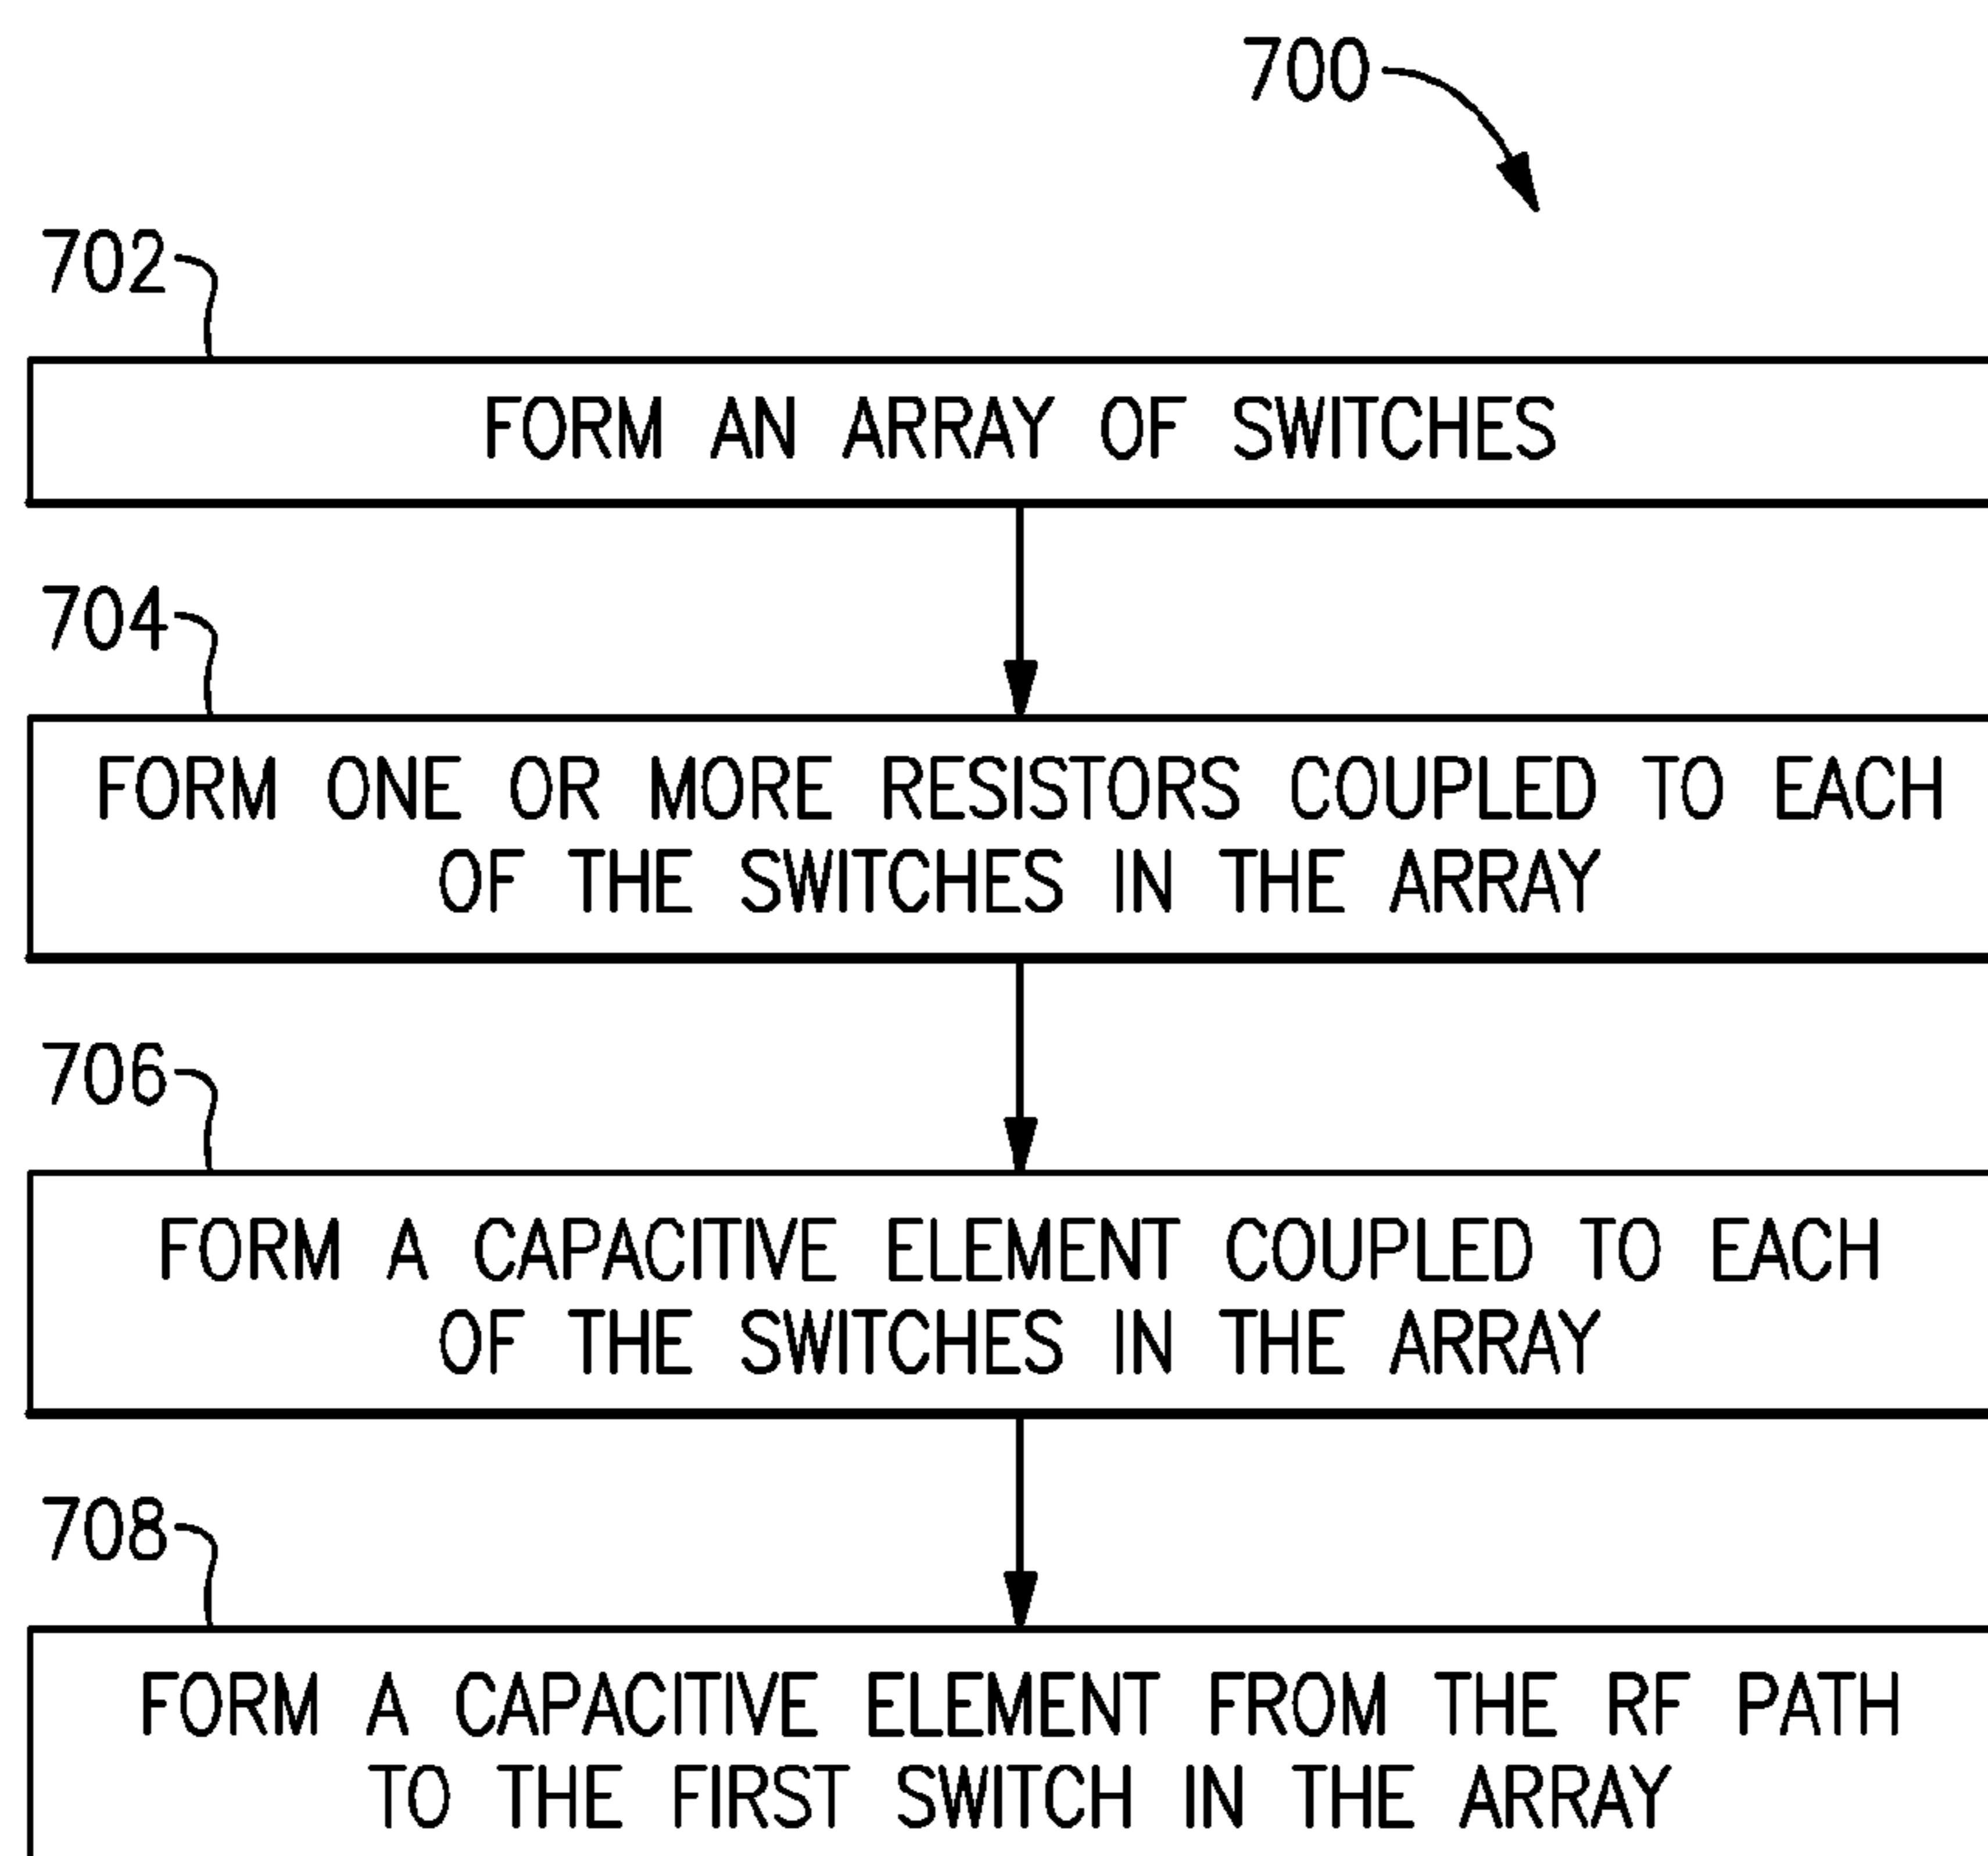 700
702
FORM AN ARRAY OF SWITCHES
704
FORM ONE OR MORE RESISTORS COUPLED TO EACH
OF THE SWITCHES IN THE ARRAY
706
FORM A CAPACITIVE ELEMENT COUPLED TO EACH
OF THE SWITCHES IN THE ARRAY
708
FORM A CAPACITIVE ELEMENT FROM THE RF PATH
TO THE FIRST SWITCH IN THE ARRAY